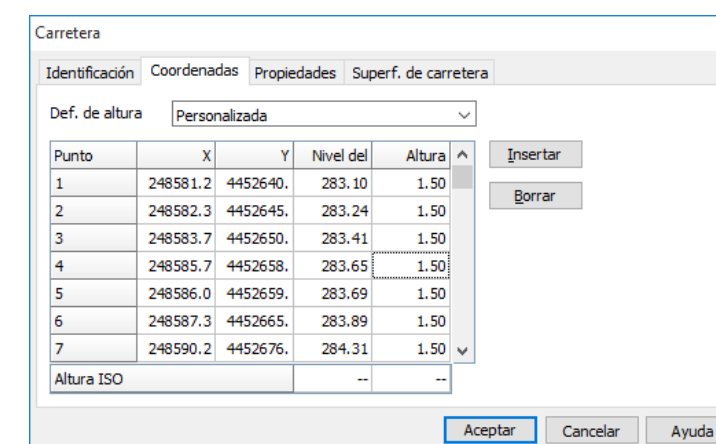 Carretera
Identificación Coordenadas Propiedades Superf. de carretera
Def. de altura Personalizada
Punto X Y Nivel del Altura Insertar
1 248581.2 4452640. 283.10 1.50
Borrar
2 248582.3 4452645. 283.24 1.50
3 248583.7 4452650. 283.41 1.50
4 248585.7 4452658. 283.65 1.50
5 248586.0 4452659. 283.69 1.50
6 248587.3 4452665. 283.89 1.50
7 248590.2 4452676. 284.31 1.50
Altura ISO -- --
Aceptar Cancelar Ayuda